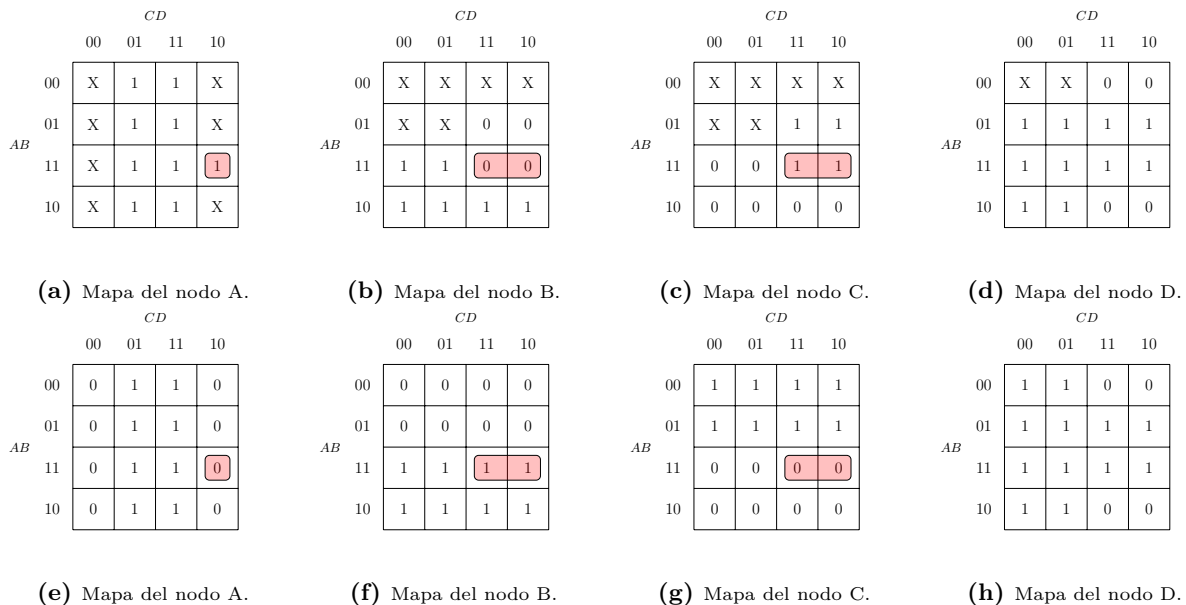 CD CD CD CD
00 01 11 10 00 01 11 10 00 01 11 10 00 01 11 10
00 X 1 1 X 00 X X X X 00 X X X X 00 X X 0 0
01 X 1 1 X 01 X X 0 0 01 X X 1 1 01 1 1 1 1
AB AB AB AB
11 X 1 1 1 11 1 1 0 0 11 0 0 1 1 11 1 1 1 1
10 X 1 1 X 10 1 1 1 1 10 0 0 0 0 10 1 1 0 0
(a) Mapa del nodo A. (b) Mapa del nodo B. (c) Mapa del nodo C. (d) Mapa del nodo D.
CD CD CD CD
00 01 11 10 00 01 11 10 00 01 11 10 00 01 11 10
00 0 1 1 0 00 0 0 0 0 00 1 1 1 1 00 1 1 0 0
01 0 1 1 0 01 0 0 0 0 01 1 1 1 1 01 1 1 1 1
AB AB AB AB
11 0 1 1 0 11 1 1 1 1 11 0 0 0 0 11 1 1 1 1
10 0 1 1 0 10 1 1 1 1 10 0 0 0 0 10 1 1 0 0
(e) Mapa del nodo A. (f) Mapa del nodo B. (g) Mapa del nodo C. (h) Mapa del nodo D.